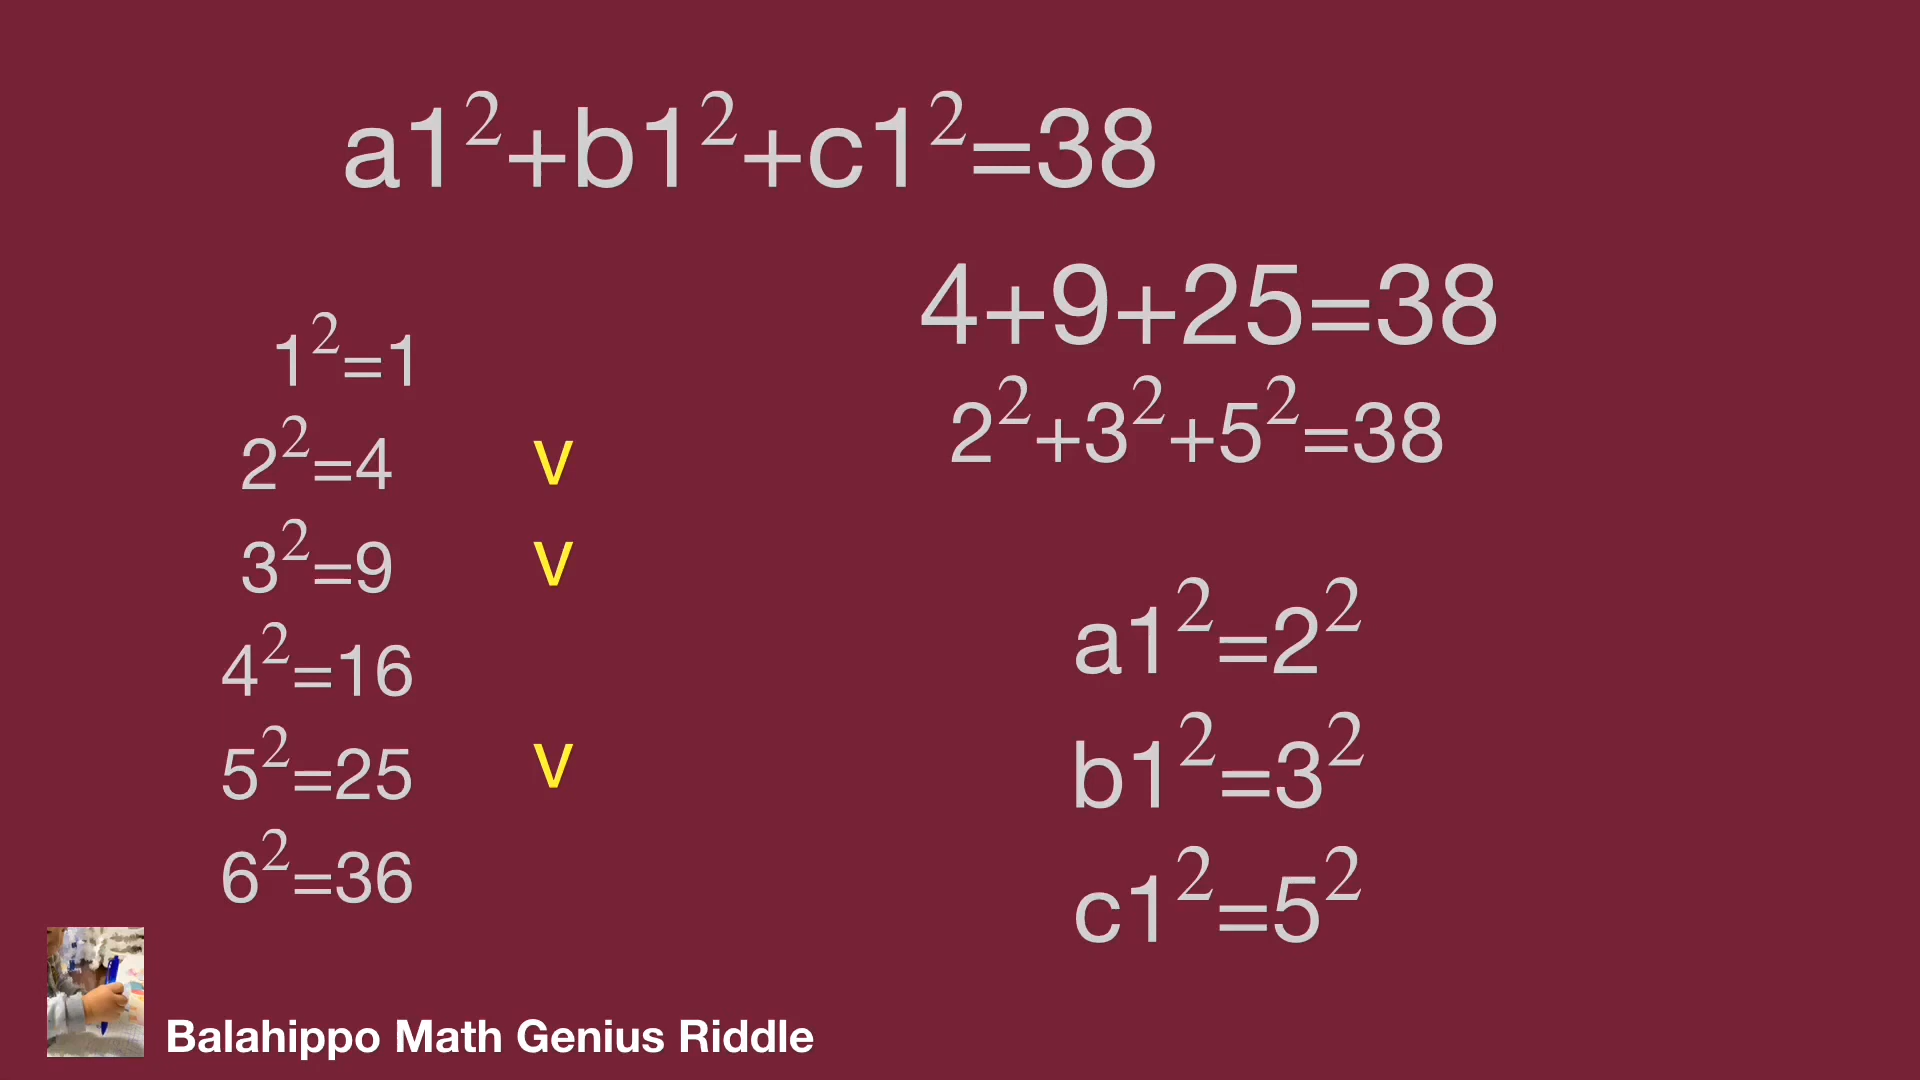 a1²+b1²+c1²=38
1²=1
2²=4 v
3²=9 v
4²=16
5²=25 v
6²=36
4+9+25=38
2²+3²+5²=38
a1²=2²
b1²=3²
c1²=5²
Balahippo Math Genius Riddle